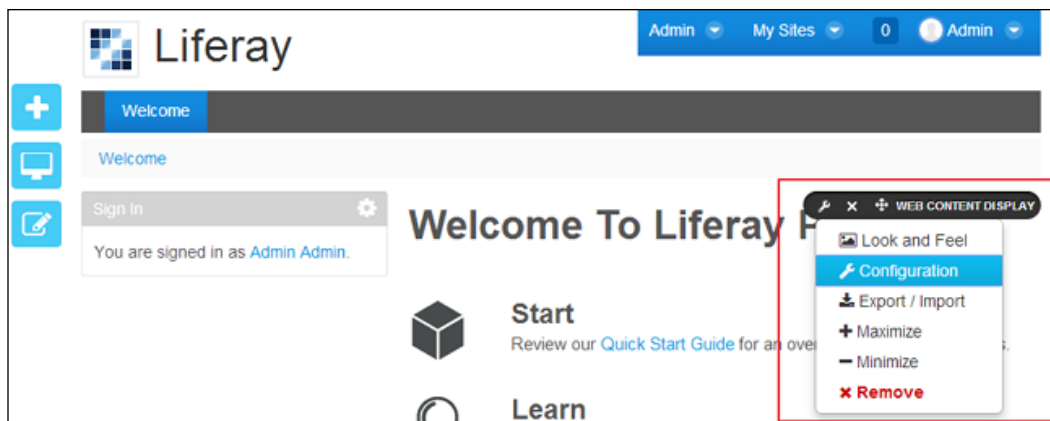 Liferay
Admin My Sites 0 Admin
Welcome
Welcome
Sign In
You are signed in as Admin Admin.
WEB CONTENT DISPLAY
Welcome To Liferay
Look and Feel
Configuration
Export / Import
Maximize
Minimize
Remove
Start
Review our Quick Start Guide for an
Learn